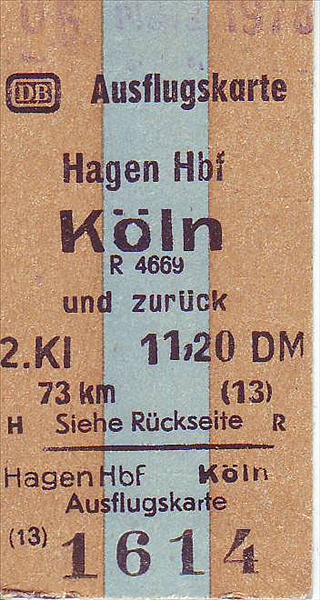 DB Ausflugskarte
Hagen Hbf
Köln
R 4669
und zurück
2.Kl 11,20 DM
73 km (13)
H Siehe Rückseite R
Hagen Hbf Köln
Ausflugskarte
(13) 1614